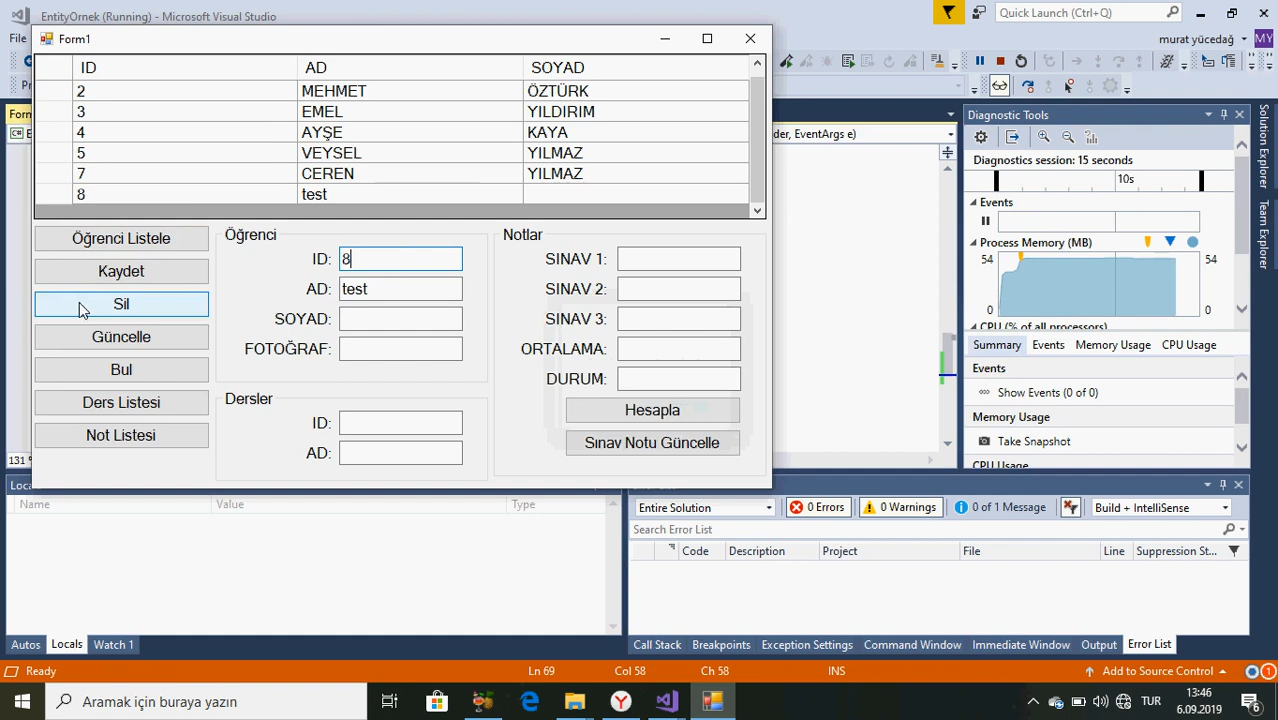 EntityOrnek (Running) - Microsoft Visual Studio
Quick Launch (Ctrl+Q)
murat yücedağ
MY
Form1
ID AD SOYAD
2 MEHMET ÖZTÜRK
3 EMEL YILDIRIM
4 AYŞE KAYA
5 VEYSEL YILMAZ
7 CEREN YILMAZ
8 test
Öğrenci Listele
Kaydet
Sil
Güncelle
Bul
Ders Listesi
Not Listesi
Öğrenci
ID: 8
AD: test
SOYAD:
FOTOĞRAF:
Dersler
ID:
AD:
Notlar
SINAV 1:
SINAV 2:
SINAV 3:
ORTALAMA:
DURUM:
Hesapla
Sınav Notu Güncelle
der, EventArgs e)
Diagnostic Tools
Diagnostics session: 15 seconds
10s
Events
Process Memory (MB)
54 54
0 0
CPU (% of all processors)
Summary Events Memory Usage CPU Usage
Events
Show Events (0 of 0)
Memory Usage
Take Snapshot
CPU Usage
Solution Explorer
Team Explorer
131 %
Name Value Type
Entire Solution 0 Errors 0 Warnings 0 of 1 Message Build + IntelliSense
Search Error List
Code Description Project File Line Suppression St...
Autos Locals Watch 1
Call Stack Breakpoints Exception Settings Command Window Immediate Window Output Error List
Ready Ln 69 Col 58 Ch 58 INS Add to Source Control 1
Aramak için buraya yazın
TUR
13:46
6.09.2019
6